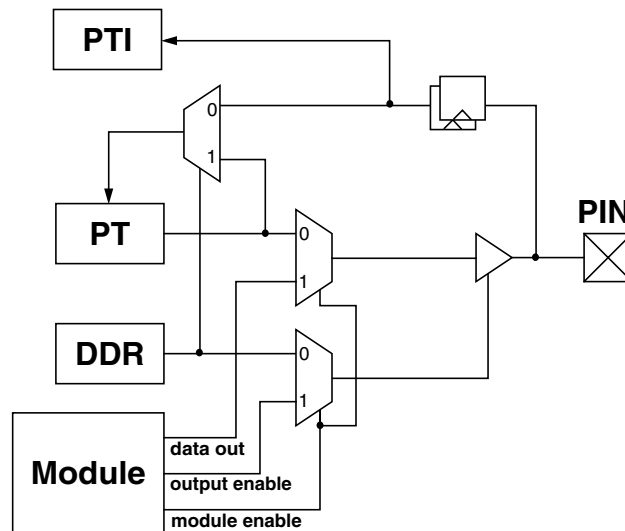 PTI
0
1
PIN
PT
0
1
DDR
0
1
data out
Module
output enable
module enable